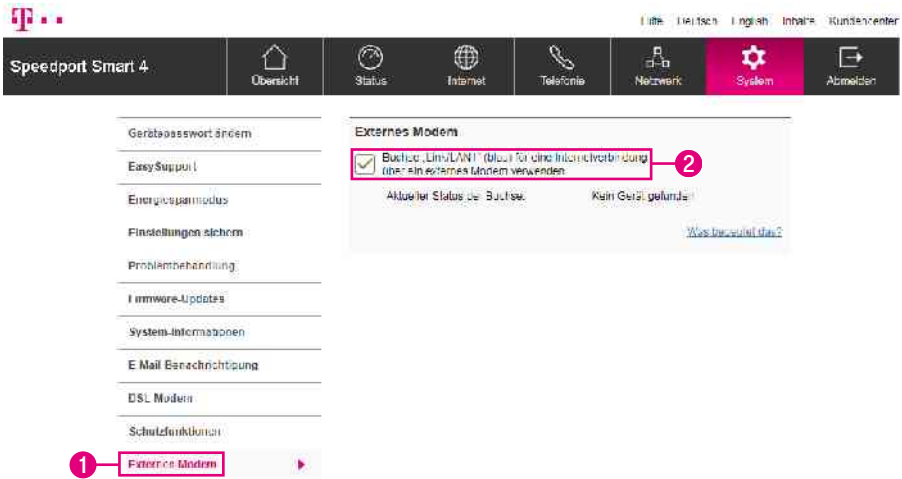 T
Hilfe Deutsch English Inhalte Kundencenter
Speedport Smart 4
Übersicht
Status
Internet
Telefonie
Netzwerk
System
Abmelden
Gerätepasswort ändern
EasySupport
Energiesparmodus
Einstellungen sichern
Problembehandlung
Firmware-Updates
System-Informationen
E-Mail Benachrichtigung
DSL Modem
Schutzfunktionen
1
Externes Modem
Externes Modem
Buchse „Link/LAN1“ (blau) für eine Internetverbindung
über ein externes Modem verwenden
2
Aktueller Status der Buchse: Kein Gerät gefunden
Was bedeutet das?